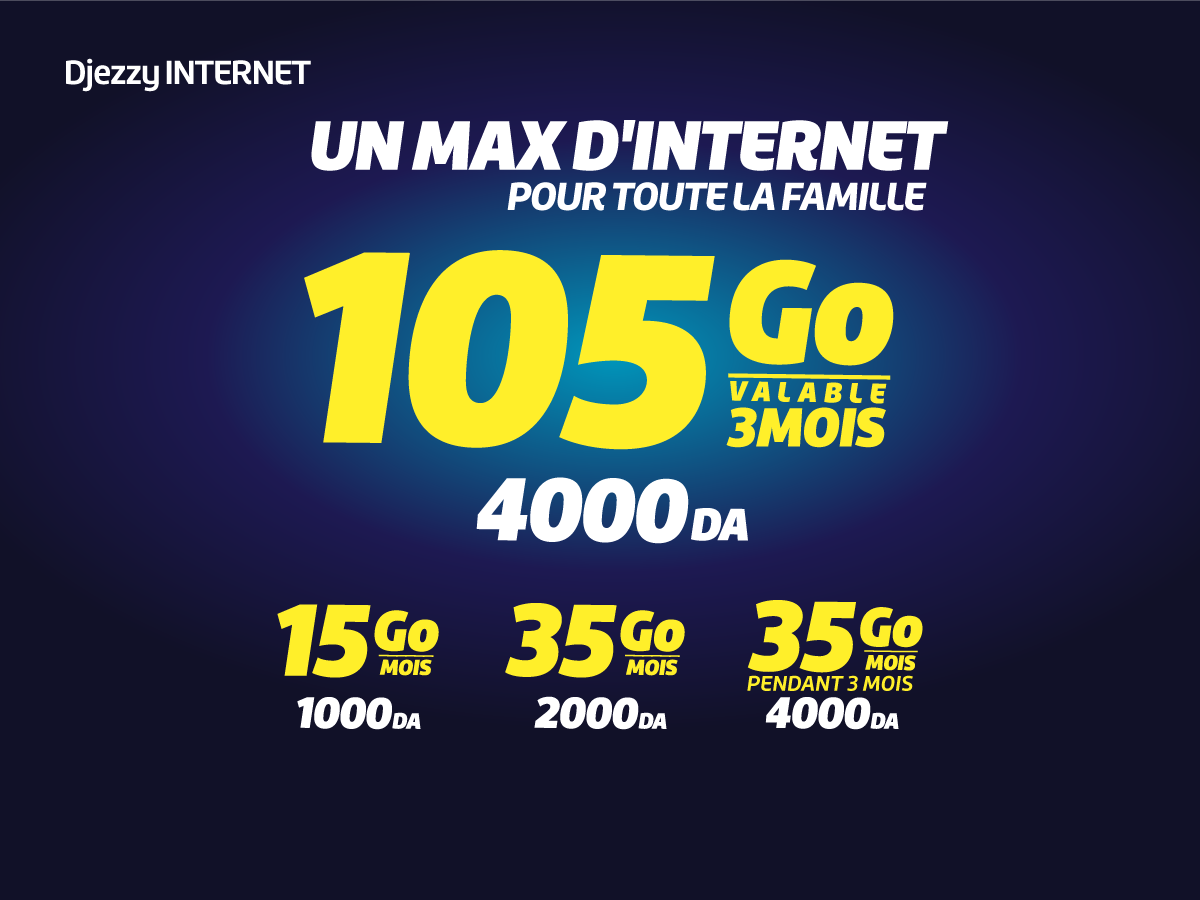 Djezzy INTERNET
UN MAX D'INTERNET
POUR TOUTE LA FAMILLE
105 Go
VALABLE
3MOIS
4000 DA
15 Go
MOIS
1000 DA
35 Go
MOIS
2000 DA
35 Go
MOIS
PENDANT 3 MOIS
4000 DA